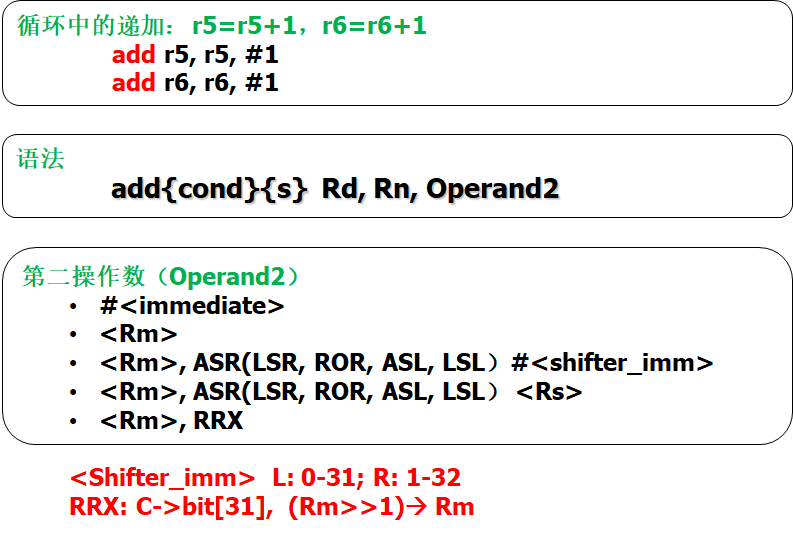 循环中的递加：r5=r5+1，r6=r6+1
add r5, r5, #1
add r6, r6, #1
语法
add{cond}{s} Rd, Rn, Operand2
第二操作数（Operand2）
• #<immediate>
• <Rm>
• <Rm>, ASR(LSR, ROR, ASL, LSL）#<shifter_imm>
• <Rm>, ASR(LSR, ROR, ASL, LSL） <Rs>
• <Rm>, RRX
<Shifter_imm> L: 0-31; R: 1-32
RRX: C->bit[31], (Rm>>1)→ Rm